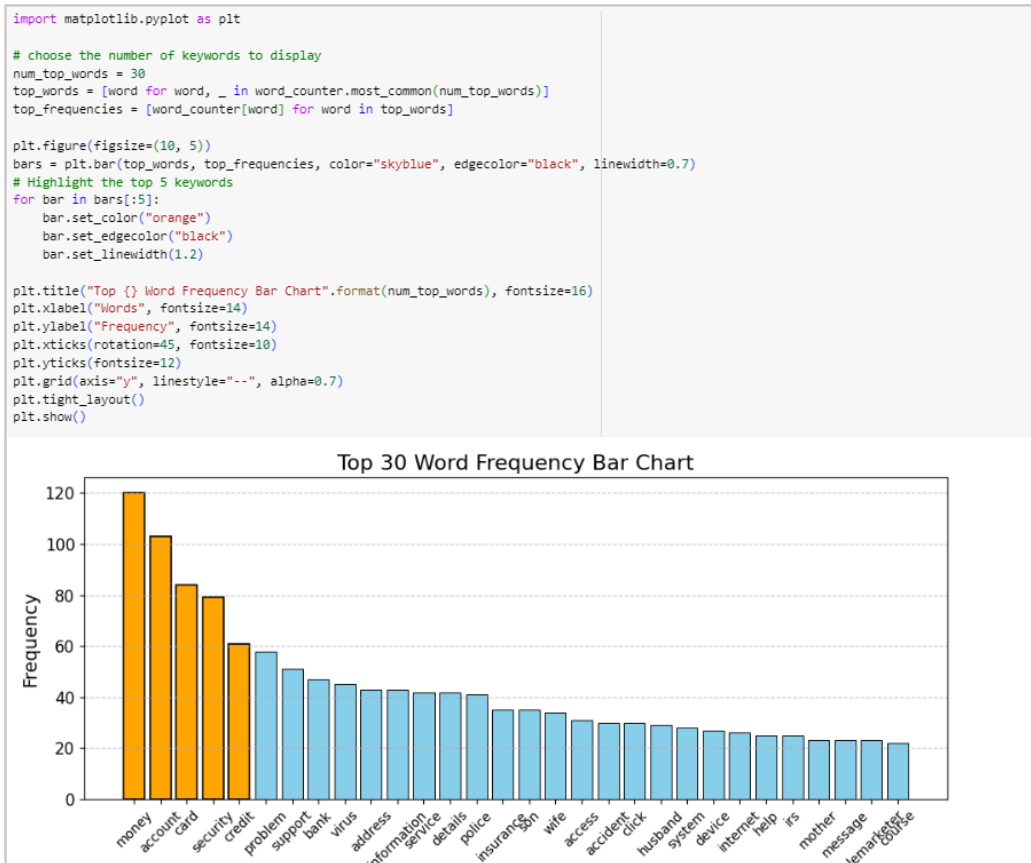 import matplotlib.pyplot as plt
# choose the number of keywords to display
num_top_words = 30
top_words = [word for word, _ in word_counter.most_common(num_top_words)]
top_frequencies = [word_counter[word] for word in top_words]
plt.figure(figsize=(10, 5))
bars = plt.bar(top_words, top_frequencies, color="skyblue", edgecolor="black", linewidth=0.7)
# Highlight the top 5 keywords
for bar in bars[:5]:
    bar.set_color("orange")
    bar.set_edgecolor("black")
    bar.set_linewidth(1.2)
plt.title("Top {} Word Frequency Bar Chart".format(num_top_words), fontsize=16)
plt.xlabel("Words", fontsize=14)
plt.ylabel("Frequency", fontsize=14)
plt.xticks(rotation=45, fontsize=10)
plt.yticks(fontsize=12)
plt.grid(axis="y", linestyle="--", alpha=0.7)
plt.tight_layout()
plt.show()
Top 30 Word Frequency Bar Chart
Frequency
120
100
80
60
40
20
0
money
account
card
security
credit
problem
support
bank
virus
address
information
service
details
police
insurance
son
wife
access
accident
click
husband
system
device
internet
help
irs
mother
message
lemarketer
course